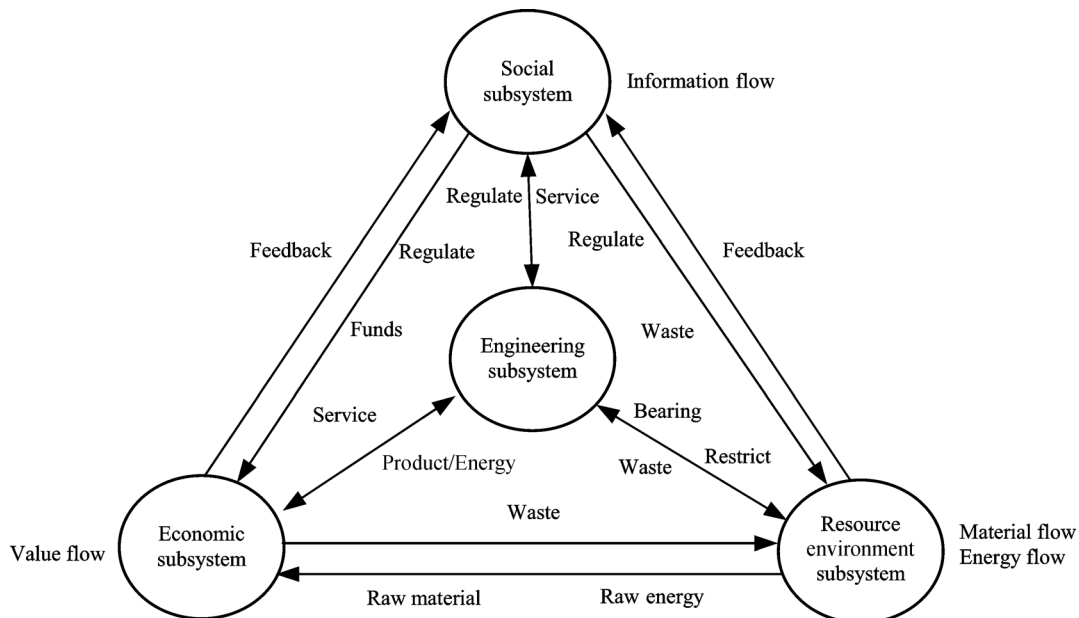 Social
subsystem
Information flow
Regulate
Service
Feedback
Regulate
Regulate
Feedback
Funds
Waste
Engineering
subsystem
Service
Bearing
Product/Energy
Waste
Restrict
Waste
Value flow
Economic
subsystem
Resource
environment
subsystem
Material flow
Energy flow
Raw material
Raw energy